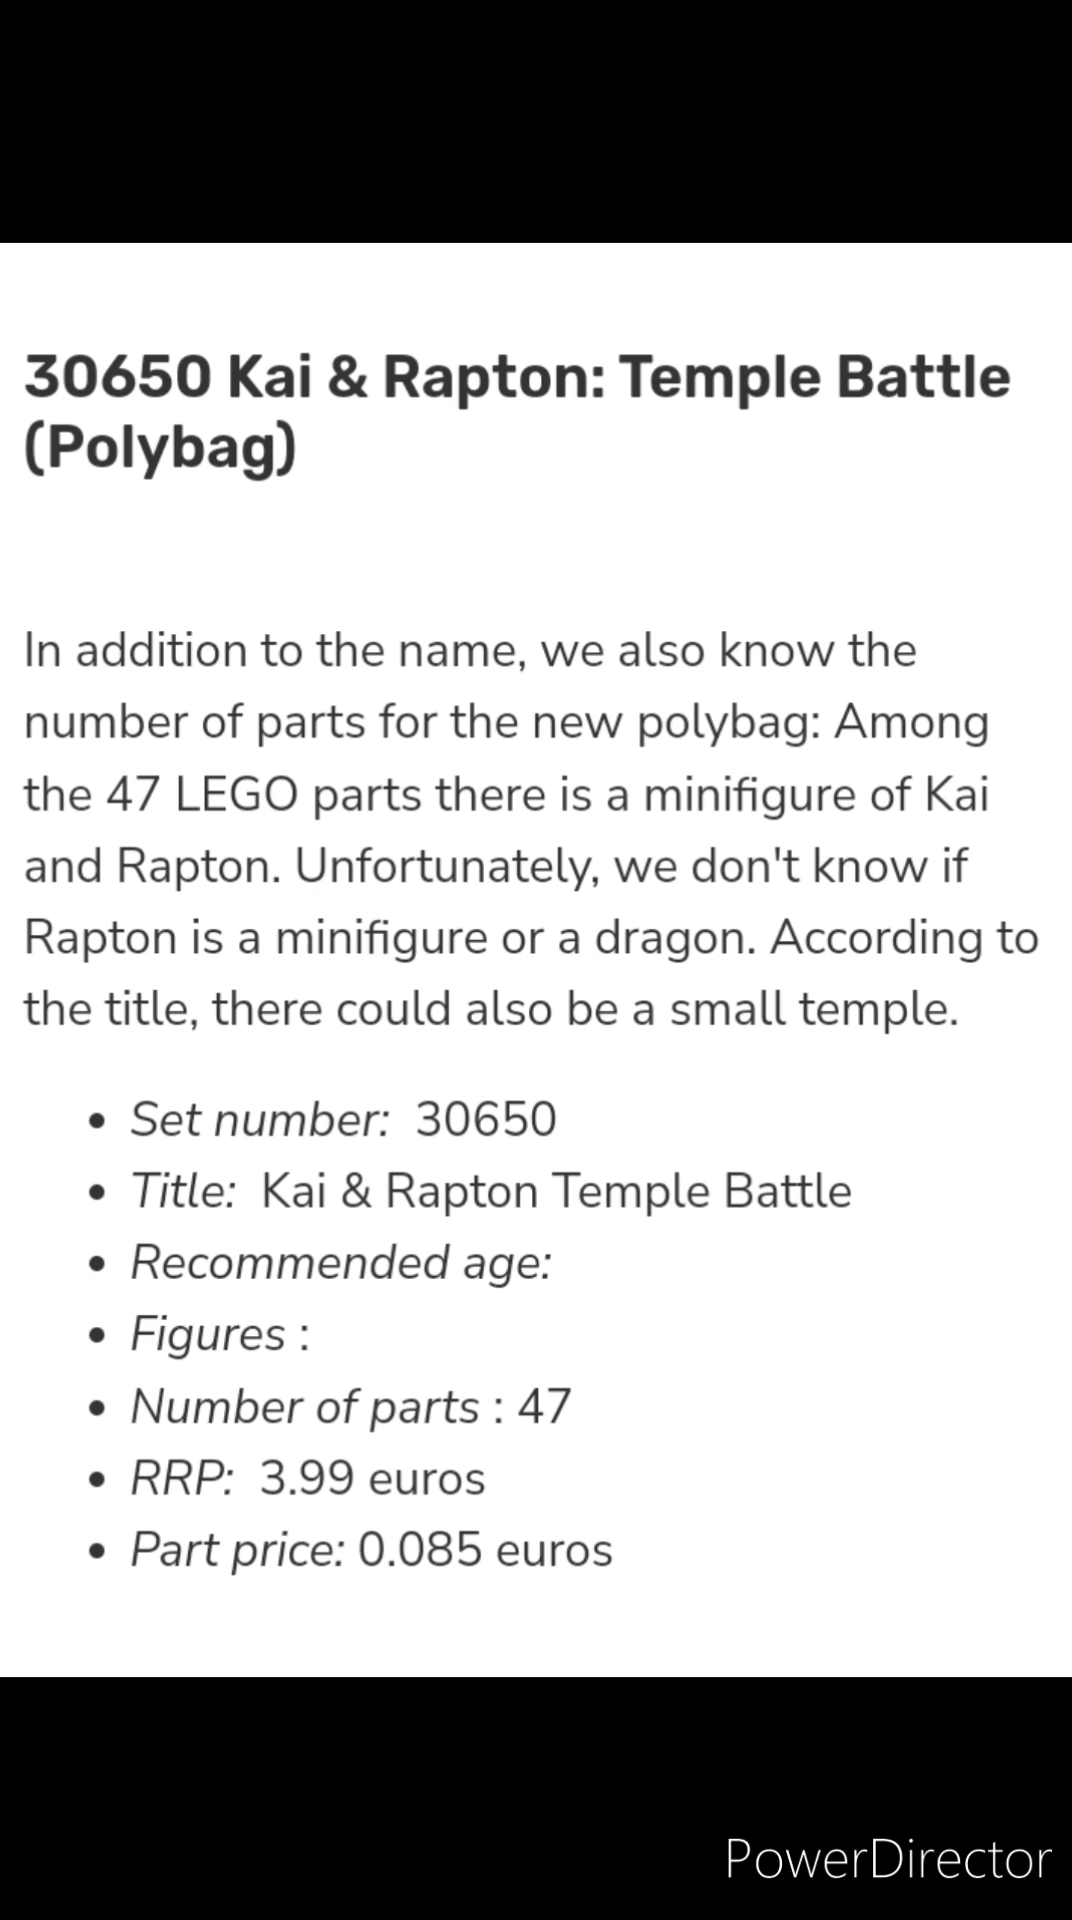 30650 Kai & Rapton: Temple Battle
(Polybag)
In addition to the name, we also know the
number of parts for the new polybag: Among
the 47 LEGO parts there is a minifigure of Kai
and Rapton. Unfortunately, we don't know if
Rapton is a minifigure or a dragon. According to
the title, there could also be a small temple.
• Set number: 30650
• Title: Kai & Rapton Temple Battle
• Recommended age:
• Figures :
• Number of parts : 47
• RRP: 3.99 euros
• Part price: 0.085 euros
PowerDirector